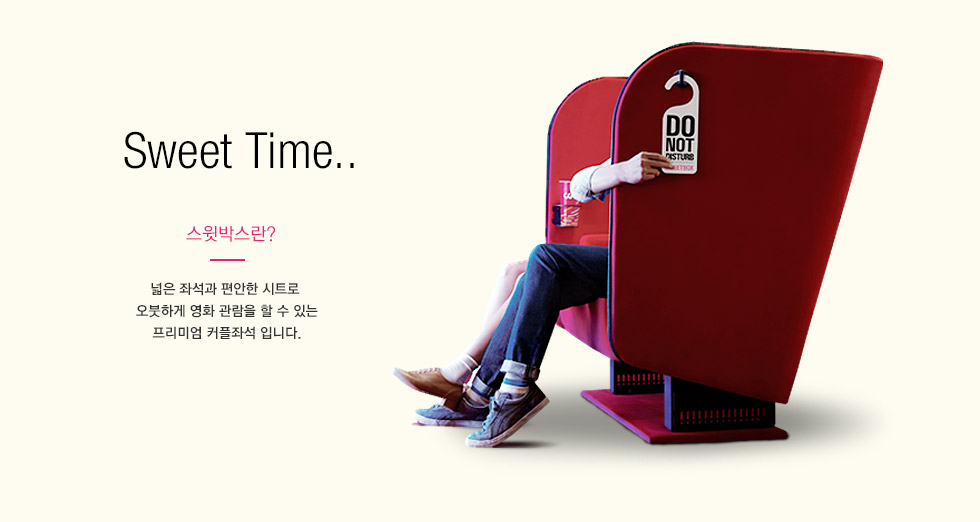 Sweet Time..
스윗박스란?
넓은 좌석과 편안한 시트로
오붓하게 영화 관람을 할 수 있는
프리미엄 커플좌석 입니다.
DO
NOT
DISTURB